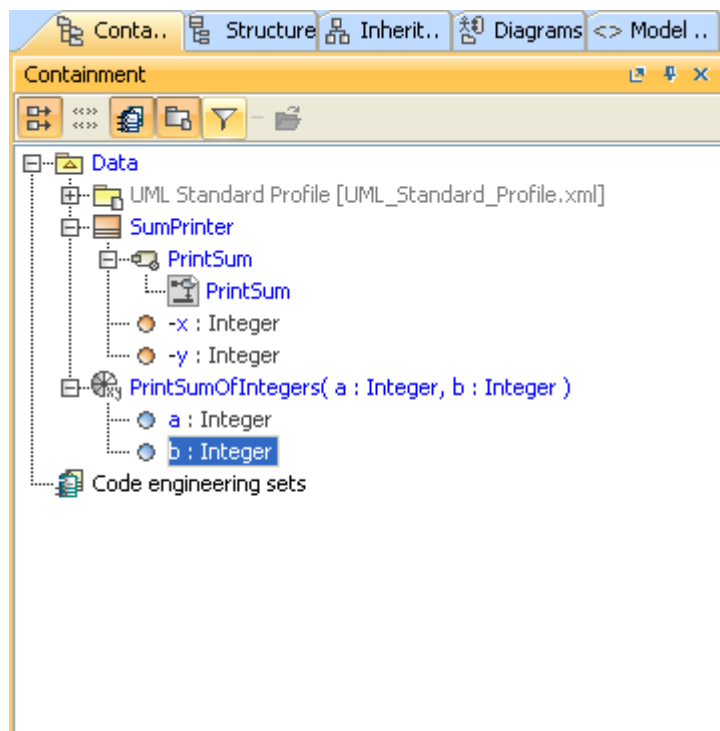 Conta.. Structure Inherit.. Diagrams <> Model ..
Containment
Data
UML Standard Profile [UML_Standard_Profile.xml]
SumPrinter
PrintSum
PrintSum
-x : Integer
-y : Integer
PrintSumOfIntegers( a : Integer, b : Integer )
a : Integer
b : Integer
Code engineering sets